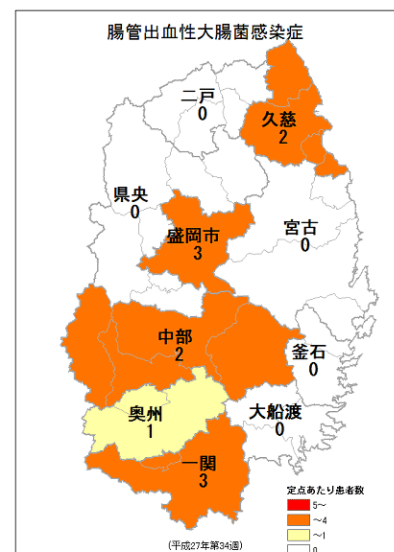 腸管出血性大腸菌感染症
二戸
0
久慈
2
県央
0
盛岡市
3
宮古
0
中部
2
釜石
0
奥州
1
大船渡
0
一関
3
定点あたり患者数
5～
～4
～1
0
(平成27年第34週)